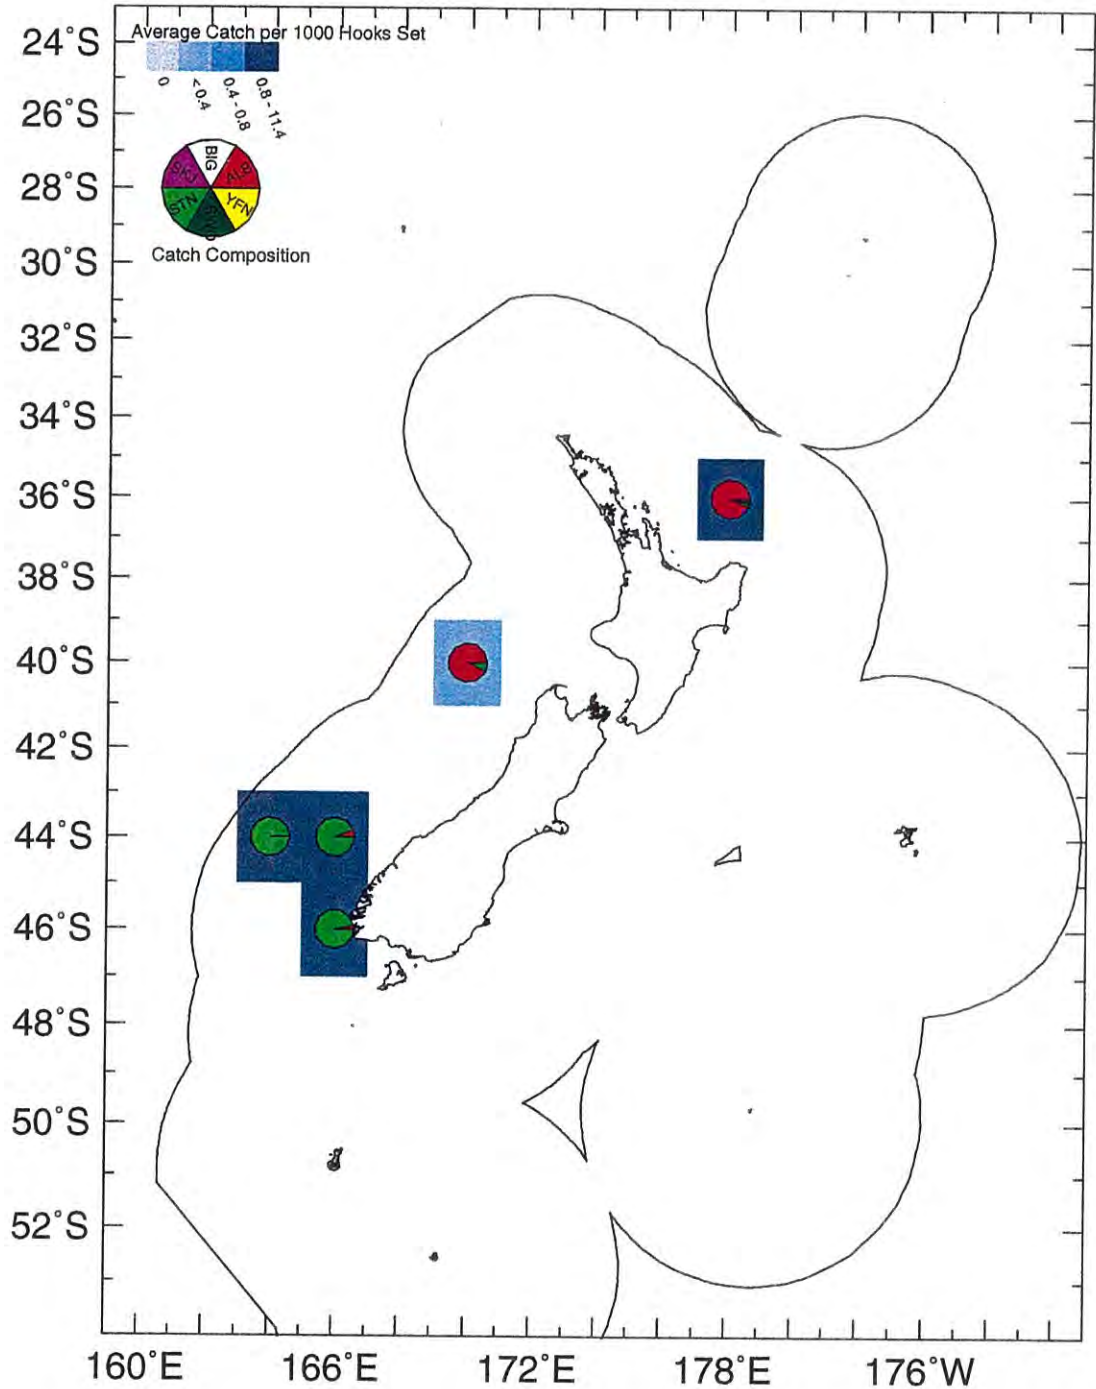 Average Catch per 1000 Hooks Set
0
<0.4
0.4 - 0.8
0.8 - 11.4
BIG
ALB
YFN
SWO
STN
SKJ
Catch Composition
24°S
26°S
28°S
30°S
32°S
34°S
36°S
38°S
40°S
42°S
44°S
46°S
48°S
50°S
52°S
160°E 166°E 172°E 178°E 176°W